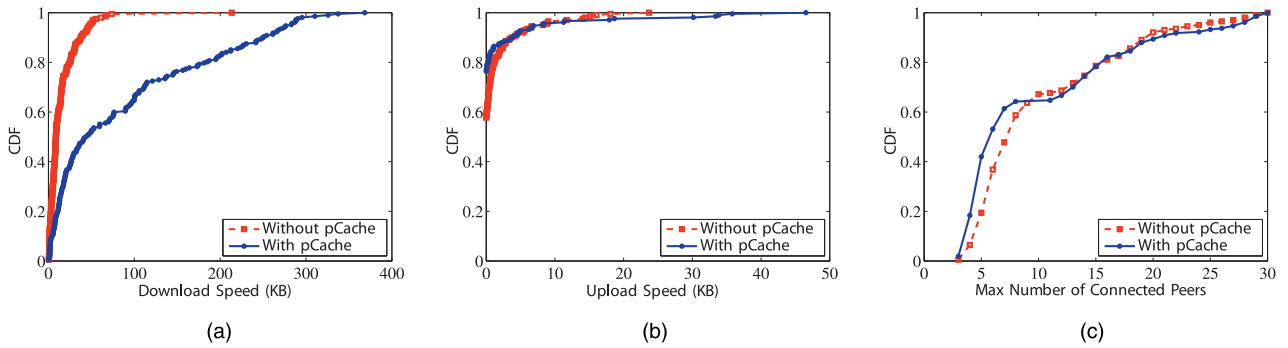 1
0.8
0.6
0.4
0.2
0
CDF
0
100
200
300
400
Download Speed (KB)
Without pCache
With pCache
(a)
1
0.8
0.6
0.4
0.2
0
CDF
0
10
20
30
40
50
Upload Speed (KB)
Without pCache
With pCache
(b)
1
0.8
0.6
0.4
0.2
0
CDF
0
5
10
15
20
25
30
Max Number of Connected Peers
Without pCache
With pCache
(c)